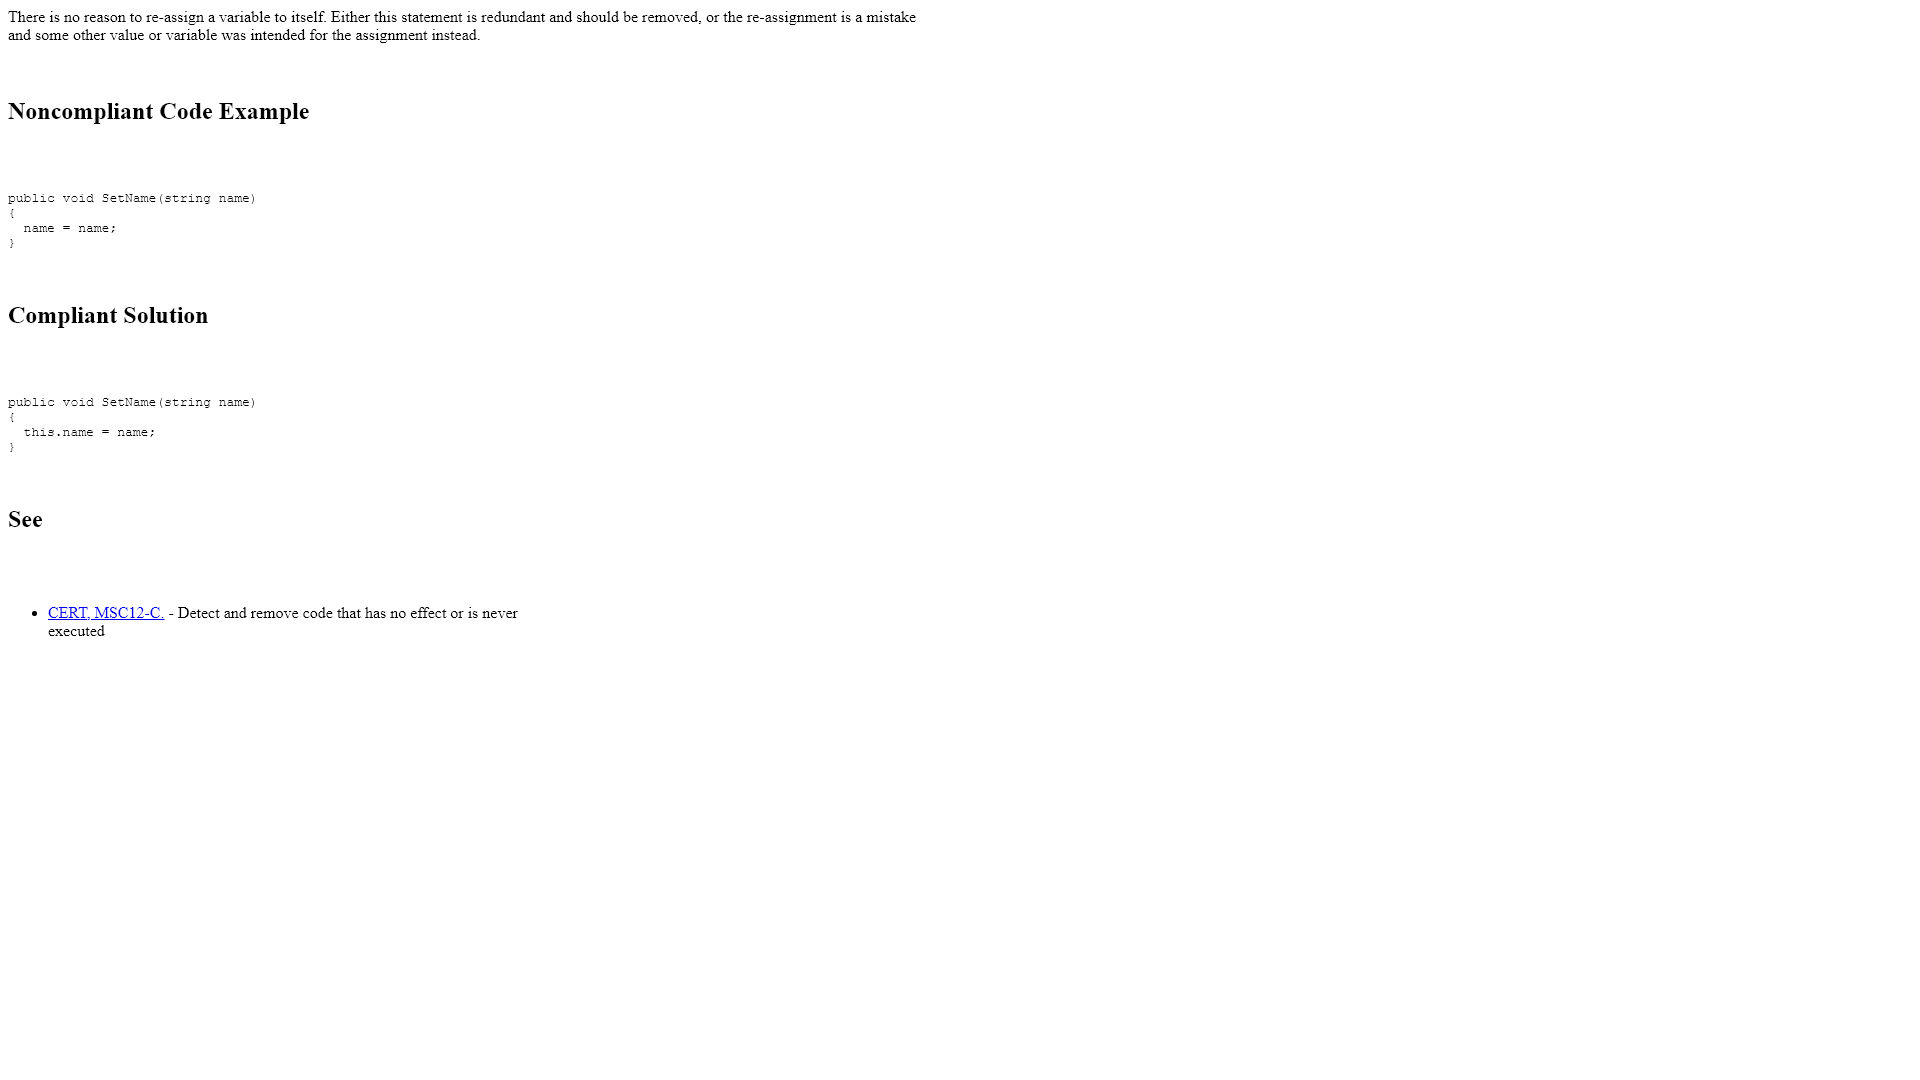 There is no reason to re-assign a variable to itself. Either this statement is redundant and should be removed, or the re-assignment is a mistake
and some other value or variable was intended for the assignment instead.
Noncompliant Code Example
public void SetName(string name)
{
  name = name;
}
Compliant Solution
public void SetName(string name)
{
  this.name = name;
}
See
• CERT, MSC12-C. - Detect and remove code that has no effect or is never
executed